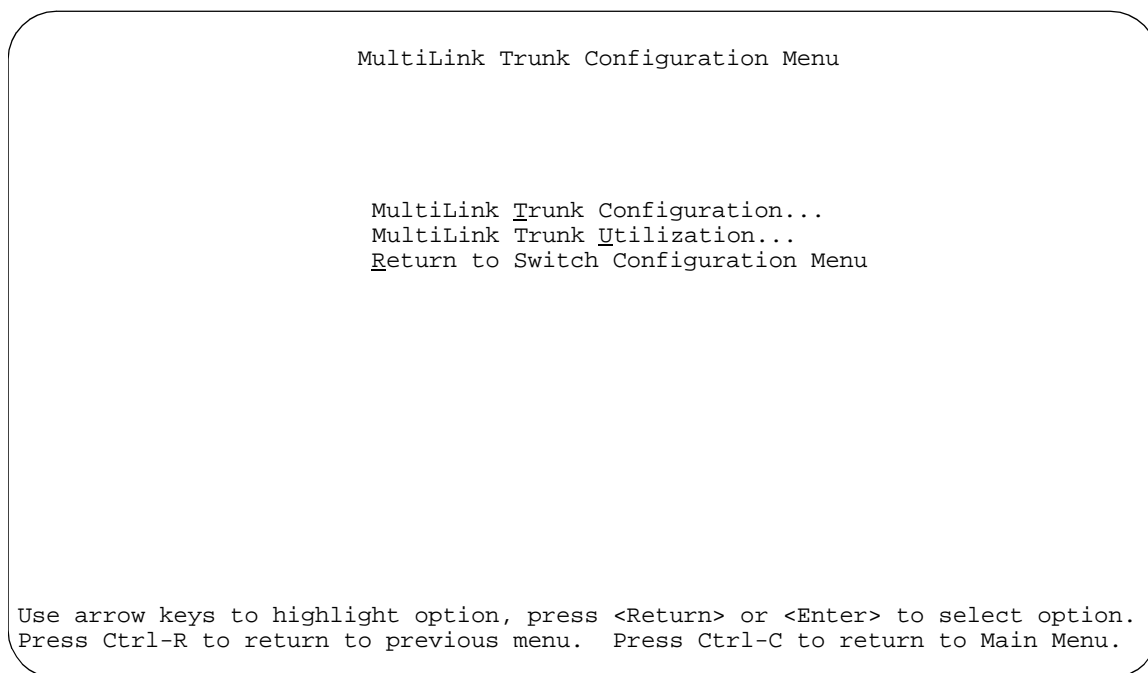 MultiLink Trunk Configuration Menu
MultiLink Trunk Configuration...
MultiLink Trunk Utilization...
Return to Switch Configuration Menu
Use arrow keys to highlight option, press <Return> or <Enter> to select option.
Press Ctrl-R to return to previous menu.  Press Ctrl-C to return to Main Menu.